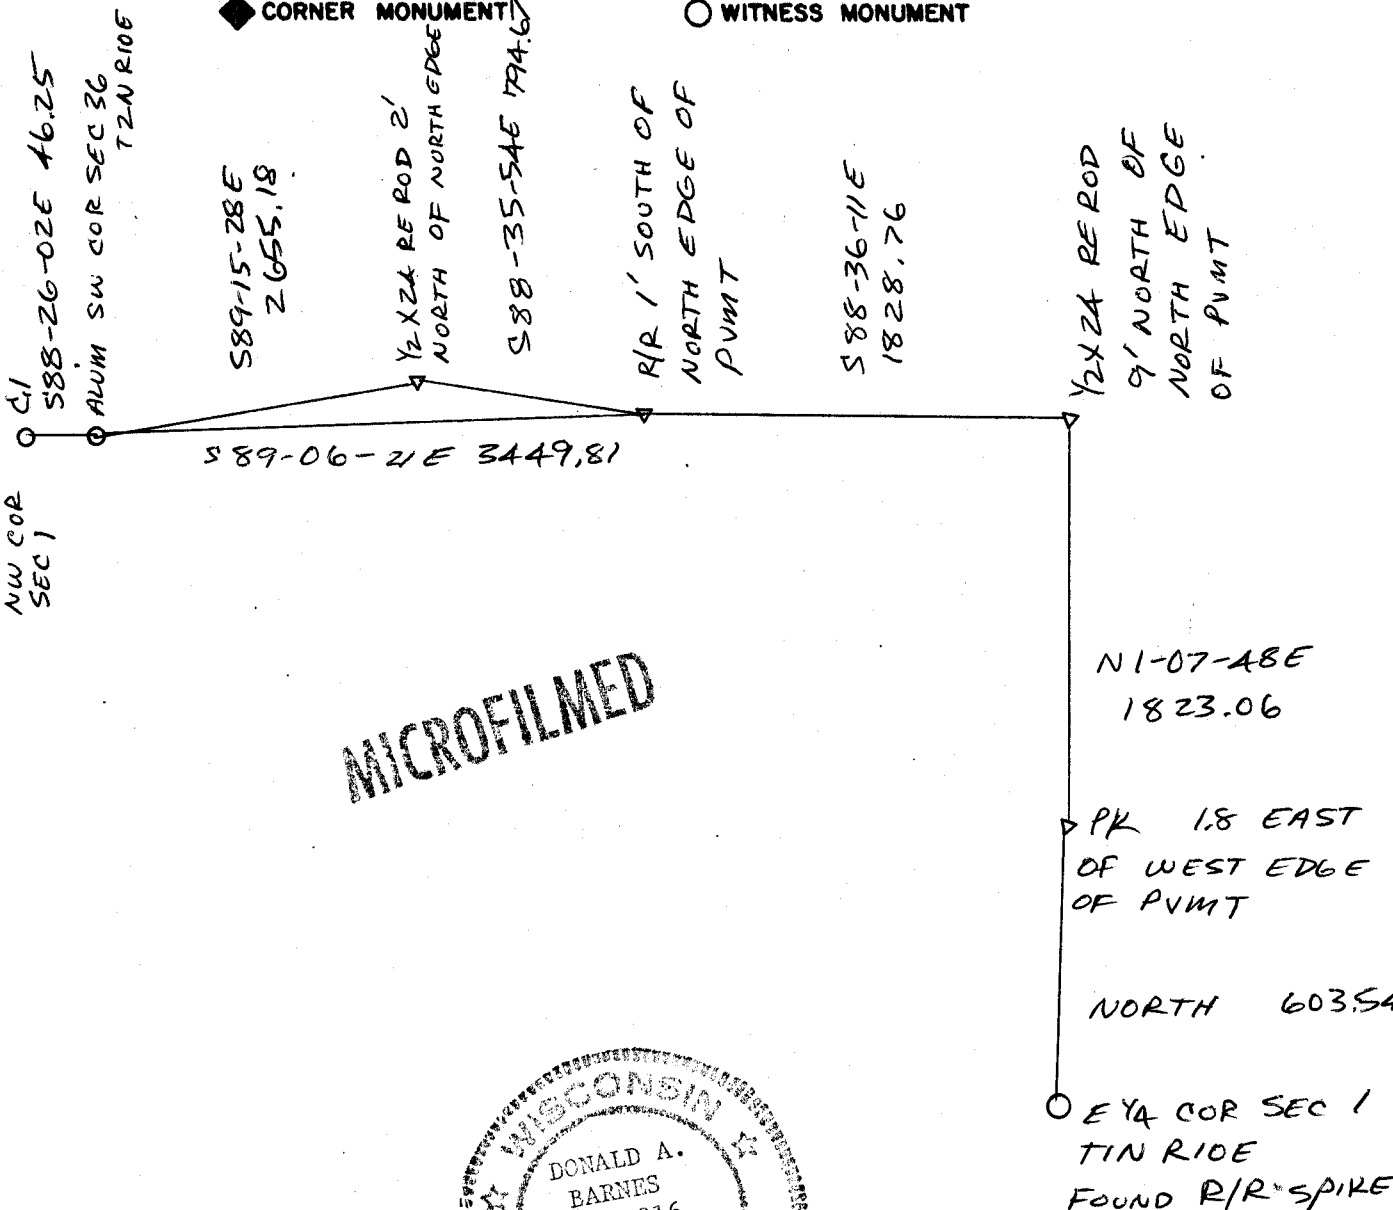 CORNER MONUMENT
WITNESS MONUMENT
S88-26-02E 46.25
ALUM SW COR SEC 36
T2N R10E
S89-15-28E
2655.18
1/2 X 24 RE ROD 2'
NORTH OF NORTH EDGE
S88-35-54E 794.67
R/R 1' SOUTH OF
NORTH EDGE OF
PVMT
S88-36-11E
1828.76
1/2 X 24 RE ROD
9' NORTH OF
NORTH EDGE
OF PVMT
S89-06-21E 3449.81
NW COR
SEC 1
MICROFILMED
N1-07-48E
1823.06
PK 1.8 EAST
OF WEST EDGE
OF PVMT
NORTH 603.54
E 1/4 COR SEC 1
T1N R10E
FOUND R/R SPIKE
WISCONSIN
DONALD A.
BARNES